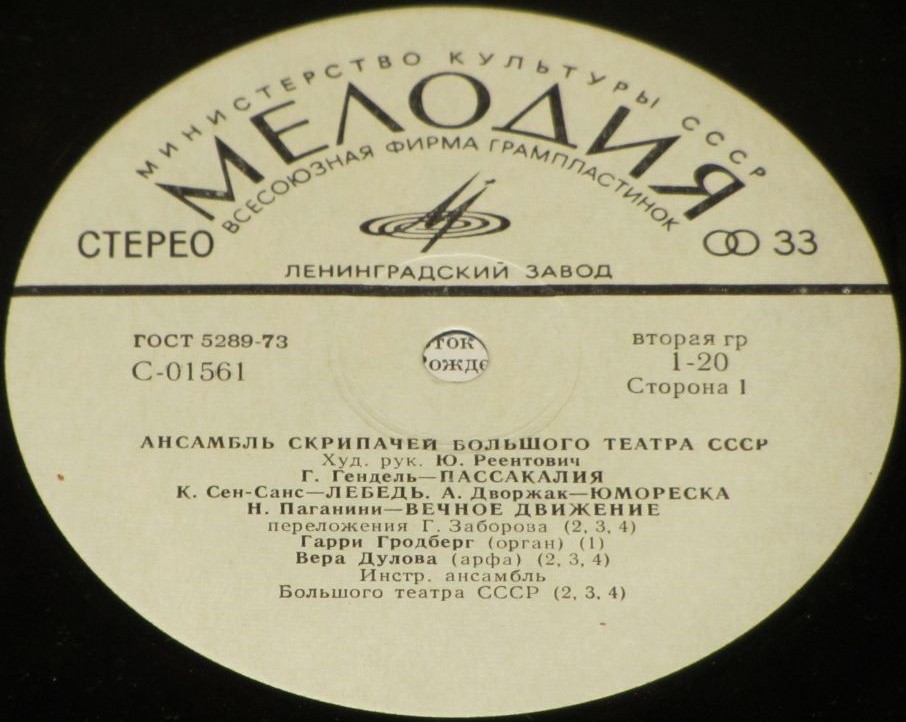 МИНИСТЕРСТВО КУЛЬТУРЫ СССР
МЕЛОДИЯ
ВСЕСОЮЗНАЯ ФИРМА ГРАМПЛАСТИНОК
СТЕРЕО
33
ЛЕНИНГРАДСКИЙ ЗАВОД
ГОСТ 5289-73
С-01561
ток
ожде
вторая гр
1-20
Сторона 1
АНСАМБЛЬ СКРИПАЧЕЙ БОЛЬШОГО ТЕАТРА СССР
Худ. рук. Ю. Реентович
Г. Гендель—ПАССАКАЛИЯ
К. Сен-Санс—ЛЕБЕДЬ. А. Дворжак—ЮМОРЕСКА
Н. Паганини—ВЕЧНОЕ ДВИЖЕНИЕ
переложения Г. Заборова (2, 3, 4)
Гарри Гродберг (орган) (1)
Вера Дулова (арфа) (2, 3, 4)
Инстр. ансамбль
Большого театра СССР (2, 3, 4)